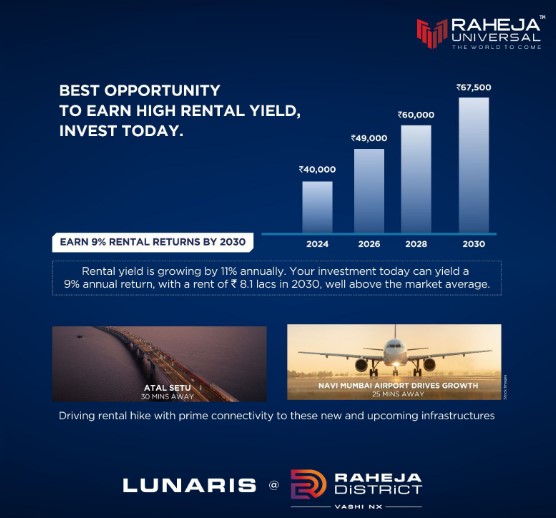 RAHEJA™
UNIVERSAL
THE WORLD TO COME
BEST OPPORTUNITY
TO EARN HIGH RENTAL YIELD,
INVEST TODAY.
₹40,000
₹49,000
₹60,000
₹67,500
2024
2026
2028
2030
EARN 9% RENTAL RETURNS BY 2030
Rental yield is growing by 11% annually. Your investment today can yield a
9% annual return, with a rent of ₹ 8.1 lacs in 2030, well above the market average.
ATAL SETU
30 MINS AWAY
NAVI MUMBAI AIRPORT DRIVES GROWTH
25 MINS AWAY
Stock Images
Driving rental hike with prime connectivity to these new and upcoming infrastructures
LUNARIS @
RAHEJA
DISTRICT
VASHI NX